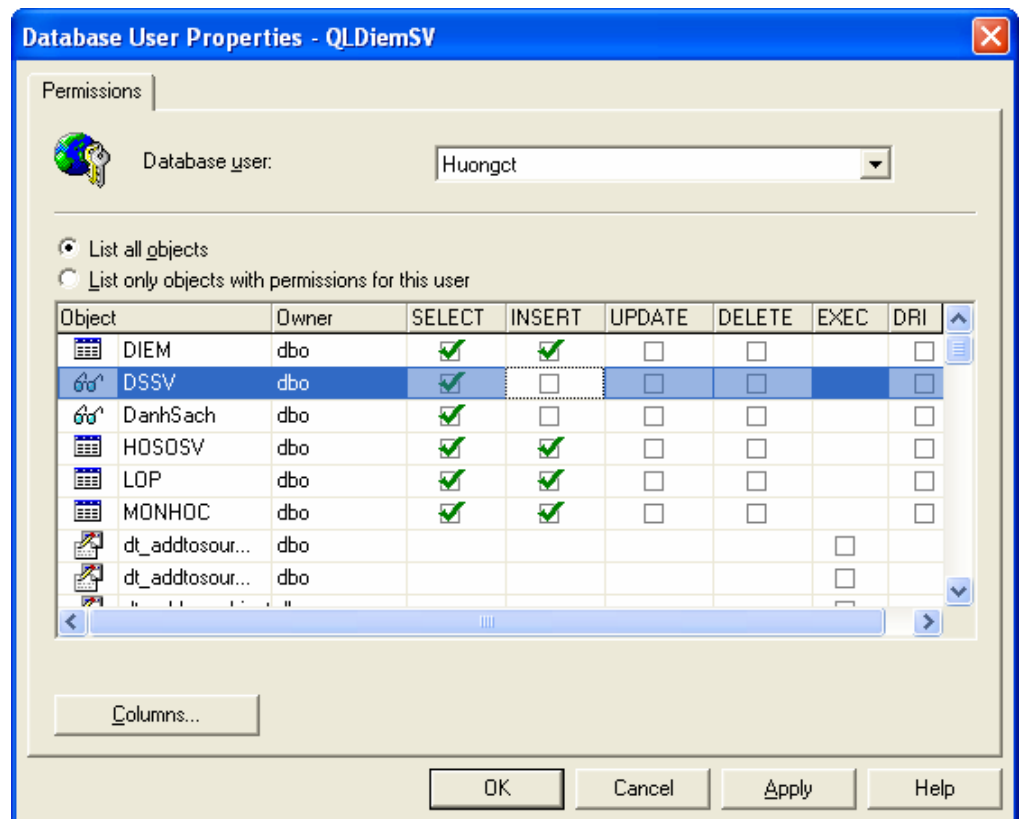 Database User Properties - QLDiemSV
Permissions
Database user: Huongct
List all objects
List only objects with permissions for this user
Object Owner SELECT INSERT UPDATE DELETE EXEC DRI
DIEM dbo
DSSV dbo
DanhSach dbo
HOSOSV dbo
LOP dbo
MONHOC dbo
dt_addtosour... dbo
dt_addtosour... dbo
Columns...
OK Cancel Apply Help